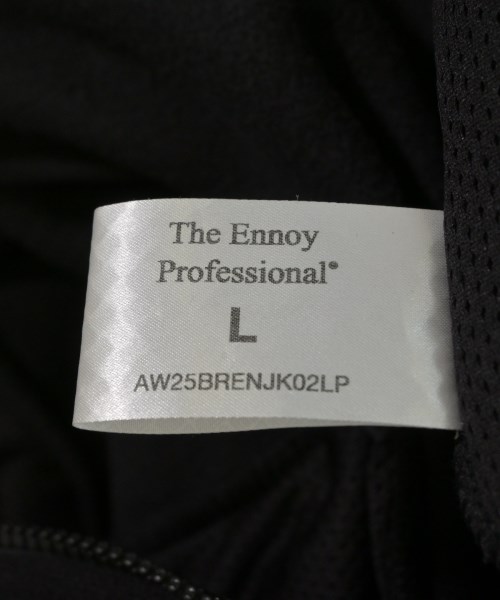 The Ennoy
Professional®
L
AW25BRENJK02LP